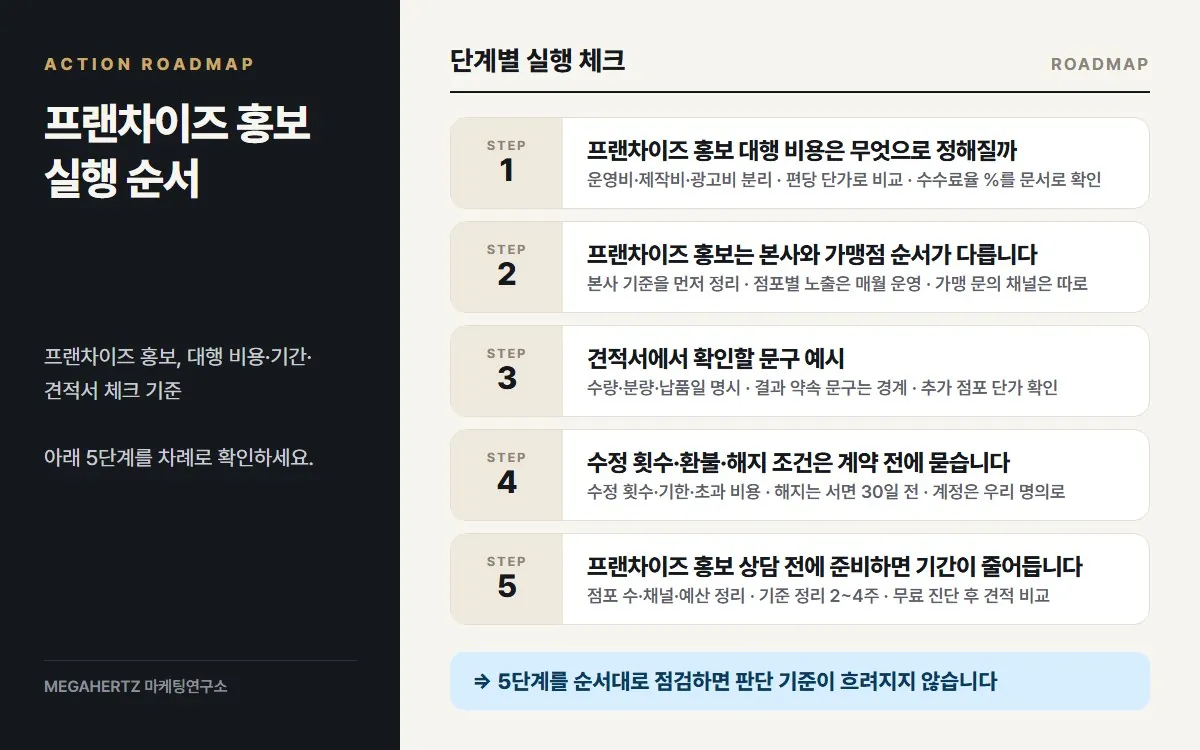 ACTION ROADMAP
프랜차이즈 홍보
실행 순서
프랜차이즈 홍보, 대행 비용·기간·
견적서 체크 기준
아래 5단계를 차례로 확인하세요.
MEGAHERTZ 마케팅연구소
단계별 실행 체크
ROADMAP
STEP
1
프랜차이즈 홍보 대행 비용은 무엇으로 정해질까
운영비·제작비·광고비 분리 · 편당 단가로 비교 · 수수료율 %를 문서로 확인
STEP
2
프랜차이즈 홍보는 본사와 가맹점 순서가 다릅니다
본사 기준을 먼저 정리 · 점포별 노출은 매월 운영 · 가맹 문의 채널은 따로
STEP
3
견적서에서 확인할 문구 예시
수량·분량·납품일 명시 · 결과 약속 문구는 경계 · 추가 점포 단가 확인
STEP
4
수정 횟수·환불·해지 조건은 계약 전에 묻습니다
수정 횟수·기한·초과 비용 · 해지는 서면 30일 전 · 계정은 우리 명의로
STEP
5
프랜차이즈 홍보 상담 전에 준비하면 기간이 줄어듭니다
점포 수·채널·예산 정리 · 기준 정리 2~4주 · 무료 진단 후 견적 비교
→ 5단계를 순서대로 점검하면 판단 기준이 흐려지지 않습니다